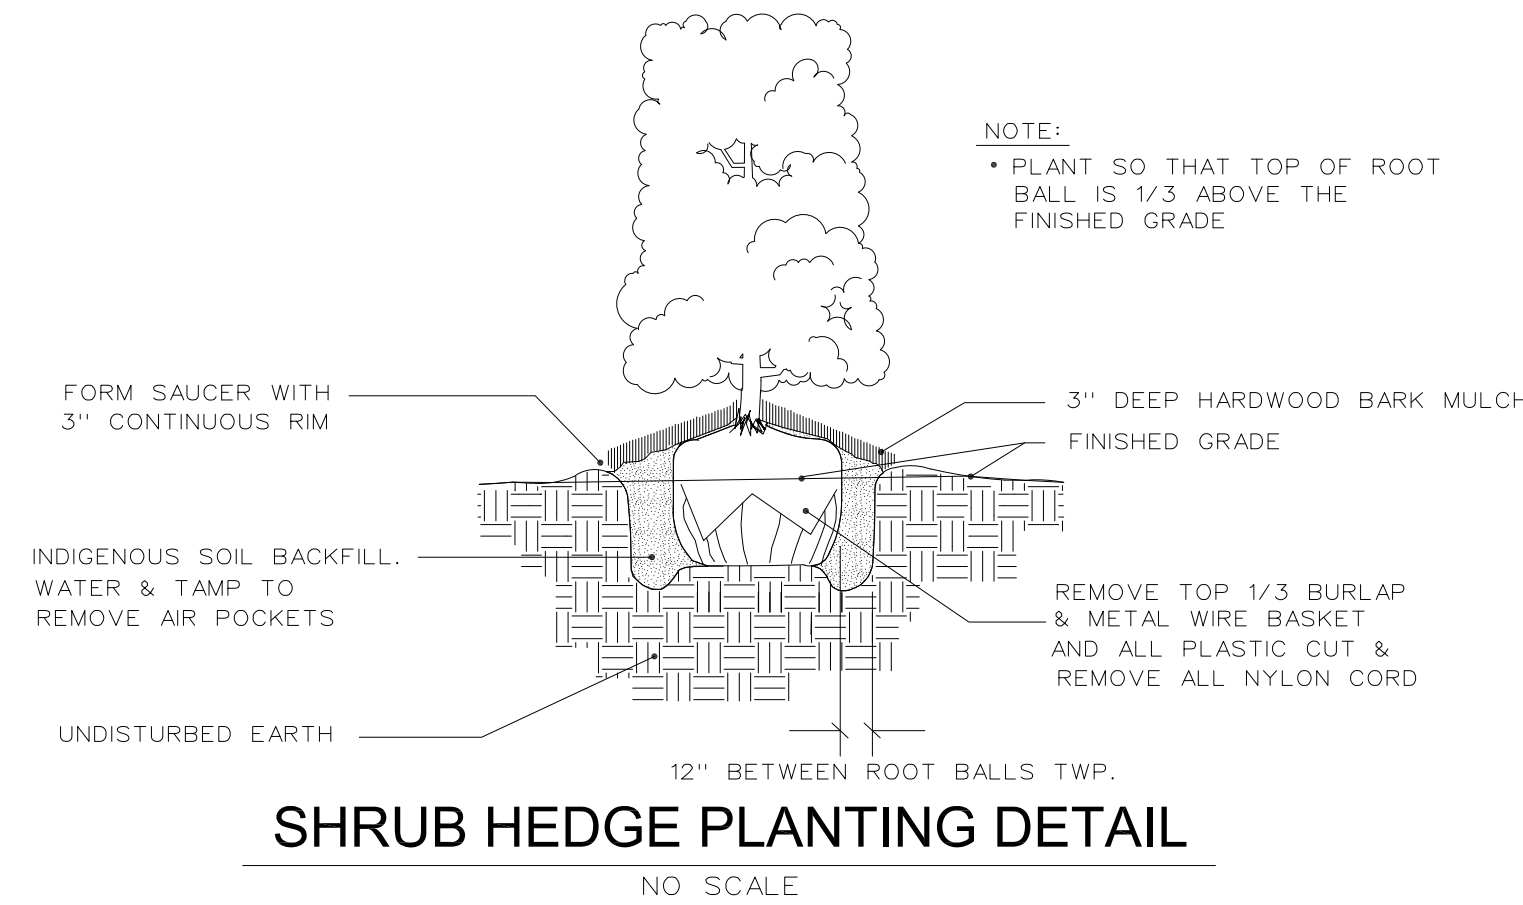 NOTE:
• PLANT SO THAT TOP OF ROOT
BALL IS 1/3 ABOVE THE
FINISHED GRADE
FORM SAUCER WITH
3" CONTINUOUS RIM
3" DEEP HARDWOOD BARK MULCH
FINISHED GRADE
INDIGENOUS SOIL BACKFILL.
WATER & TAMP TO
REMOVE AIR POCKETS
REMOVE TOP 1/3 BURLAP
& METAL WIRE BASKET
AND ALL PLASTIC CUT &
REMOVE ALL NYLON CORD
UNDISTURBED EARTH
12" BETWEEN ROOT BALLS TWP.
SHRUB HEDGE PLANTING DETAIL
NO SCALE